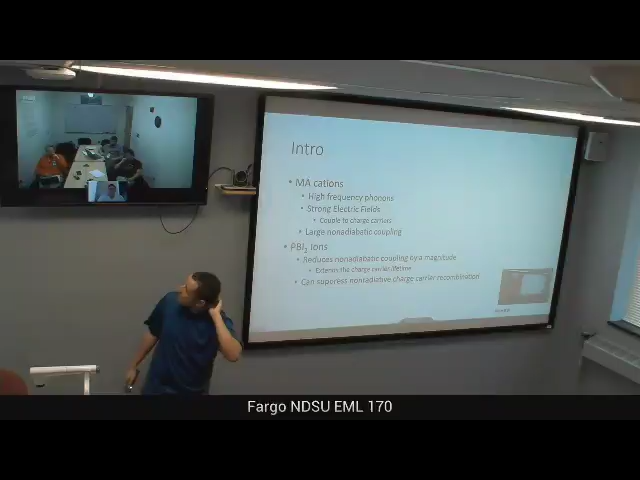 Intro
• MA cations
• High frequency phonons
• Strong Electric Fields
• Couple to charge carriers
• Large nonadiabatic coupling
• PBI3 Ions
• Reduces nonadiabatic coupling by a magnitude
• Extends the charge carrier lifetime
• Can supress nonradiative charge carrier recombination
Fargo NDSU EML 170